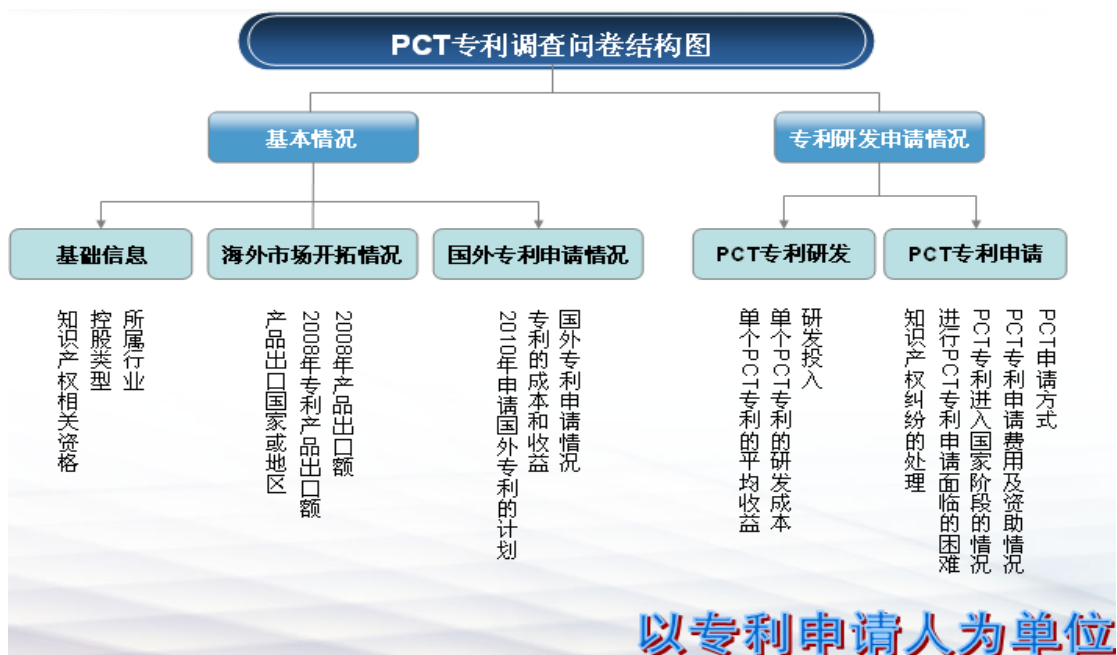 PCT专利调查问卷结构图
基本情况
专利研发申请情况
基础信息
海外市场开拓情况
国外专利申请情况
PCT专利研发
PCT专利申请
所属行业
控股类型
知识产权相关资格
2008年产品出口额
2008年专利产品出口额
产品出口国家或地区
国外专利申请情况
专利的成本和收益
2010年申请国外专利的计划
研发投入
单个PCT专利的研发成本
单个PCT专利的平均收益
PCT申请方式
PCT专利申请费用及资助情况
PCT专利进入国家阶段的情况
进行PCT专利申请面临的困难
知识产权纠纷的处理
以专利申请人为单位